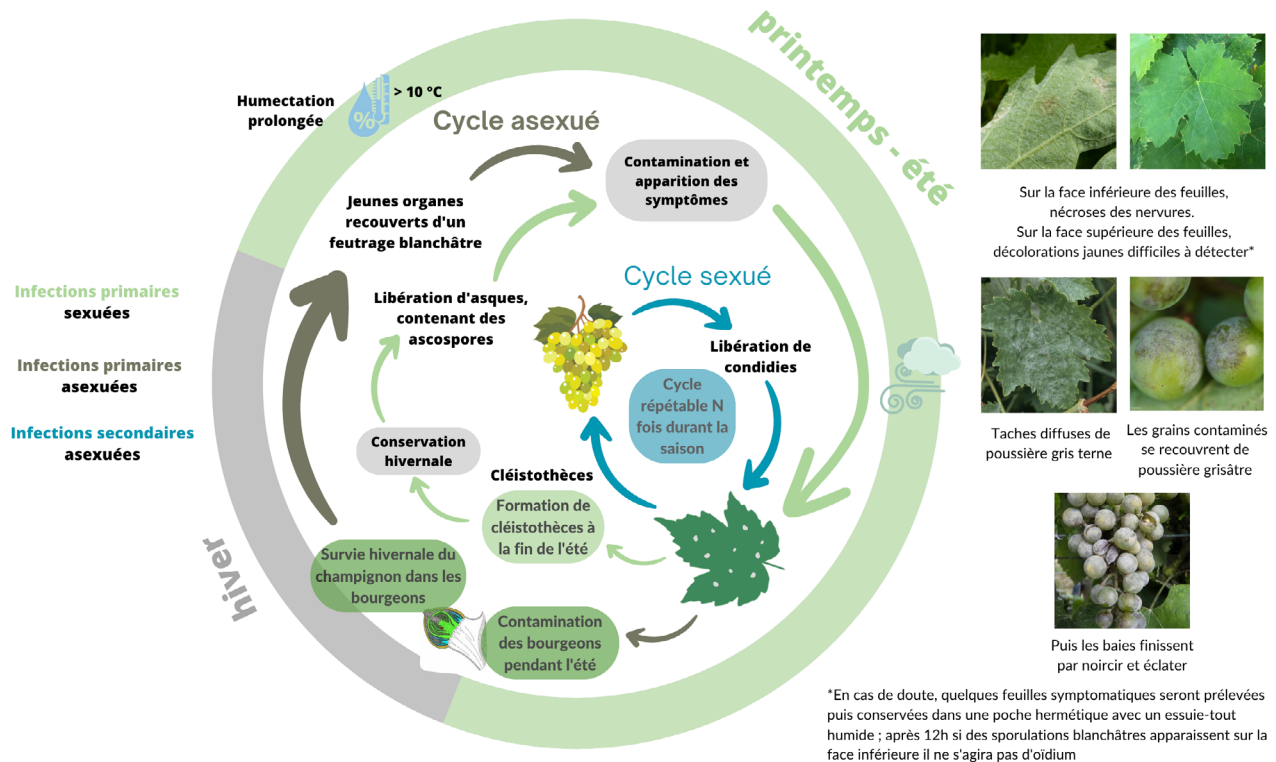 printemps - été
Humectation
prolongée
%
> 10 °C
Cycle asexué
Contamination et
apparition des
symptômes
Jeunes organes
recouverts d'un
feutrage blanchâtre
Libération d'asques,
contenant des
ascospores
Cycle sexué
Libération de
condidies
Cycle
répétable N
fois durant la
saison
Conservation
hivernale
Cléistothèces
Formation de
cléistothèces à
la fin de l'été
Survie hivernale du
champignon dans les
bourgeons
Contamination
des bourgeons
pendant l'été
hiver
Infections primaires
sexuées
Infections primaires
asexuées
Infections secondaires
asexuées
Sur la face inférieure des feuilles,
nécroses des nervures.
Sur la face supérieure des feuilles,
décolorations jaunes difficiles à détecter*
Taches diffuses de
poussière gris terne
Les grains contaminés
se recouvrent de
poussière grisâtre
Puis les baies finissent
par noircir et éclater
*En cas de doute, quelques feuilles symptomatiques seront prélevées
puis conservées dans une poche hermétique avec un essuie-tout
humide ; après 12h si des sporulations blanchâtres apparaissent sur la
face inférieure il ne s'agira pas d'oïdium